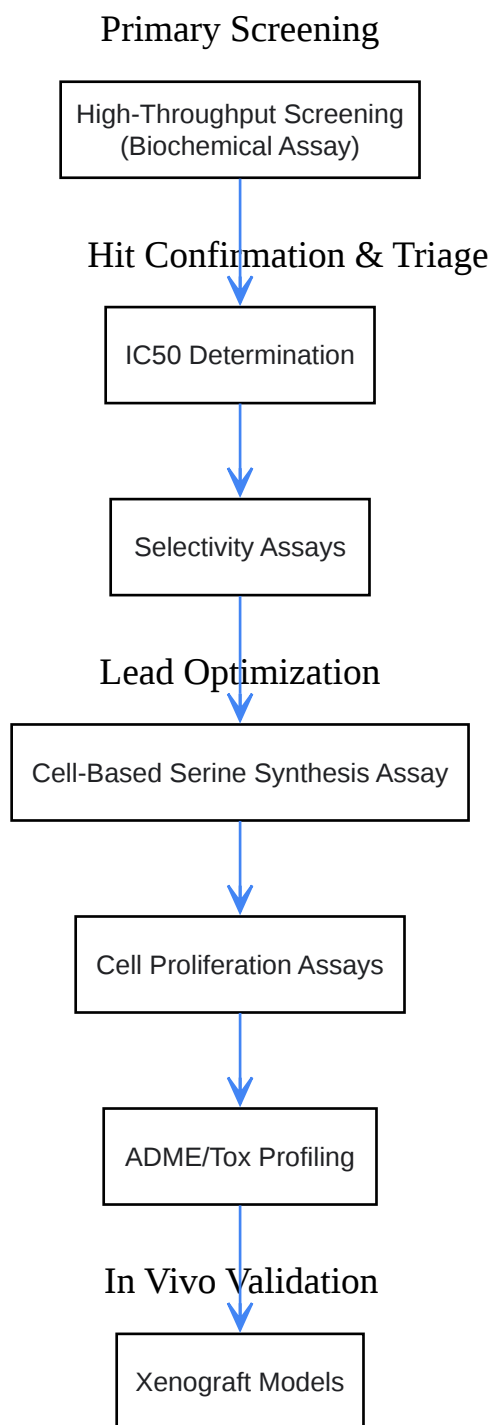 Primary Screening
High-Throughput Screening
(Biochemical Assay)
Hit Confirmation & Triage
IC50 Determination
Selectivity Assays
Lead Optimization
Cell-Based Serine Synthesis Assay
Cell Proliferation Assays
ADME/Tox Profiling
In Vivo Validation
Xenograft Models